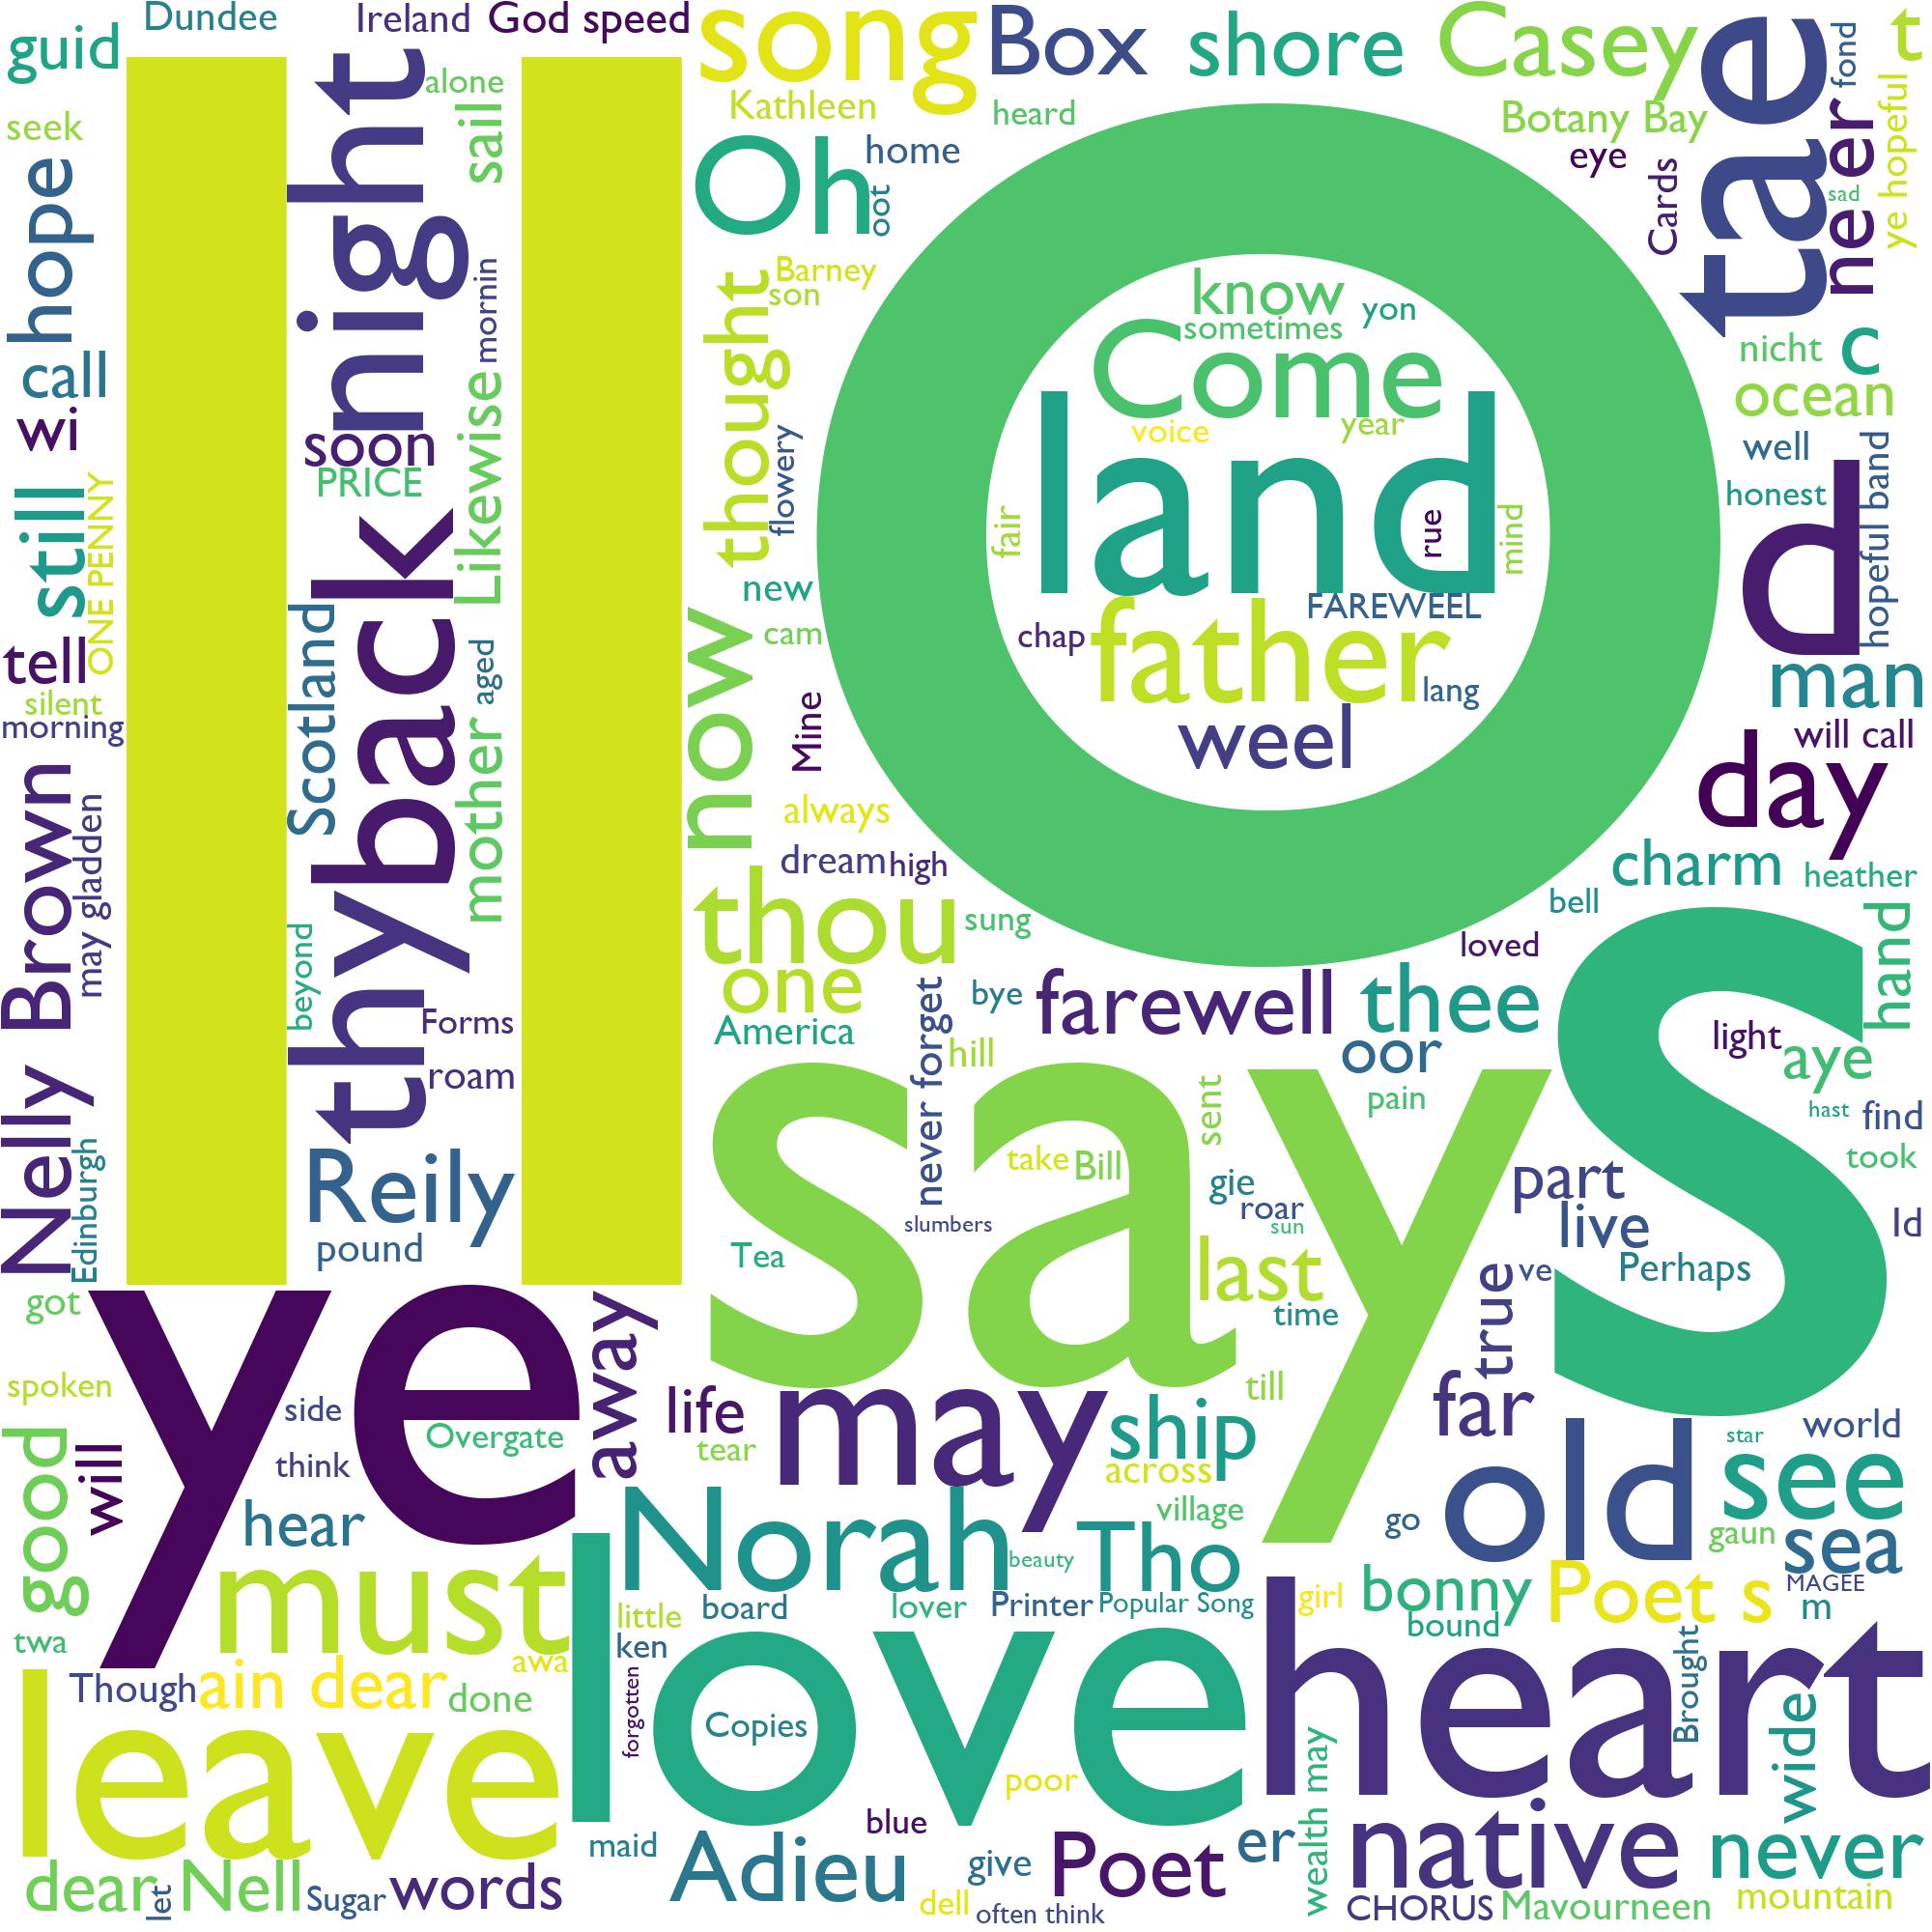 Dundee
Ireland
God speed
song
Box
shore
Casey
tae
fond
t
guid
ll
night
alone
sail
Kathleen
heard
Botany Bay
neer
ye hopeful
seek
Oh
home
oot
O
eye
Cards
sad
hope
thought
Barney
son
mornin
know
sometimes
yon
Come
nicht
c
call
wi
soon
PRICE
Likewise
flowery
voice
year
ocean
well
honest
d
hopeful band
still
ONE PENNY
back
new
land
fair
rue
mind
FAREWEEL
tell
silent
morning
Scotland
aged
mother
now
cam
Mine
chap
father
lang
weel
man
will call
day
Nelly Brown
may gladden
always
dream
high
charm
heather
thy
beyond
thou
sung
bell
loved
S
hand
one
America
Forms
roam
bye
farewell
thee
oor
never forget
hill
light
aye
Edinburgh
Reily
pound
says
sent
pain
hast
find
took
take
Bill
gie
roar
sun
slumbers
part
live
ld
Tea
last
time
true
ve
Perhaps
got
ye
away
spoken
side
Overgate
think
life
tear
may
ship
across
till
far
star
world
good
will
hear
Norah
beauty
Tho
village
go
old
see
gaun
sea
MAGEE
m
must
awa
little
ken
board
lover
Printer
Popular Song
girl
bonny
bound
Poet s
twa
Though
ain dear
done
forgotten
love
Copies
heart
Brought
wide
leave
poor
wealth may
dear
let
Nell
Sugar
words
maid
Adieu
blue
give
dell
often think
Poet
er
native
CHORUS
Mavourneen
never
mountain